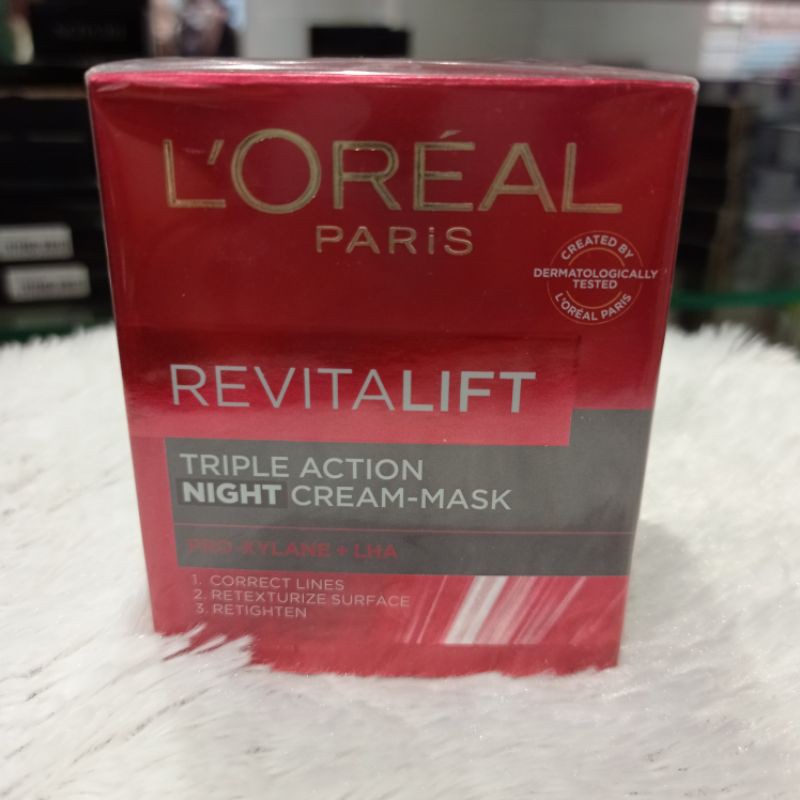 L'ORÉAL
PARiS
CREATED BY
DERMATOLOGICALLY
TESTED
L'ORÉAL PARIS
REVITALIFT
TRIPLE ACTION
NIGHT CREAM-MASK
PRO-XYLANE + LHA
1. CORRECT LINES
2. RETEXTURIZE SURFACE
3. RETIGHTEN